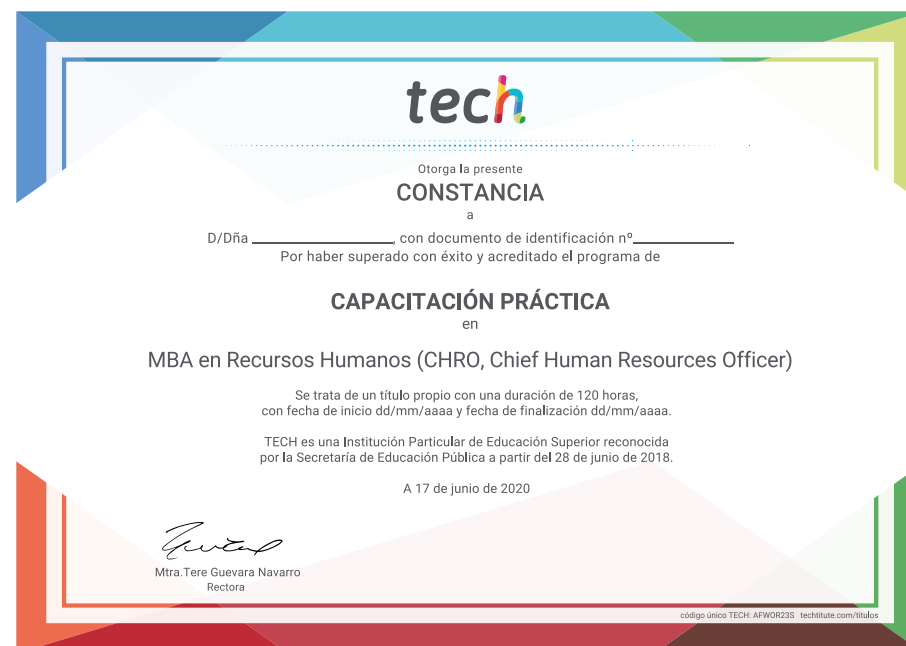 tech
Otorga la presente
CONSTANCIA
a
D/Dña ____________________, con documento de identificación nº______________
Por haber superado con éxito y acreditado el programa de
CAPACITACIÓN PRÁCTICA
en
MBA en Recursos Humanos (CHRO, Chief Human Resources Officer)
Se trata de un título propio con una duración de 120 horas,
con fecha de inicio dd/mm/aaaa y fecha de finalización dd/mm/aaaa.
TECH es una Institución Particular de Educación Superior reconocida
por la Secretaría de Educación Pública a partir del 28 de junio de 2018.
A 17 de junio de 2020
Mtra.Tere Guevara Navarro
Rectora
código único TECH: AFWOR23S techtitute.com/titulos